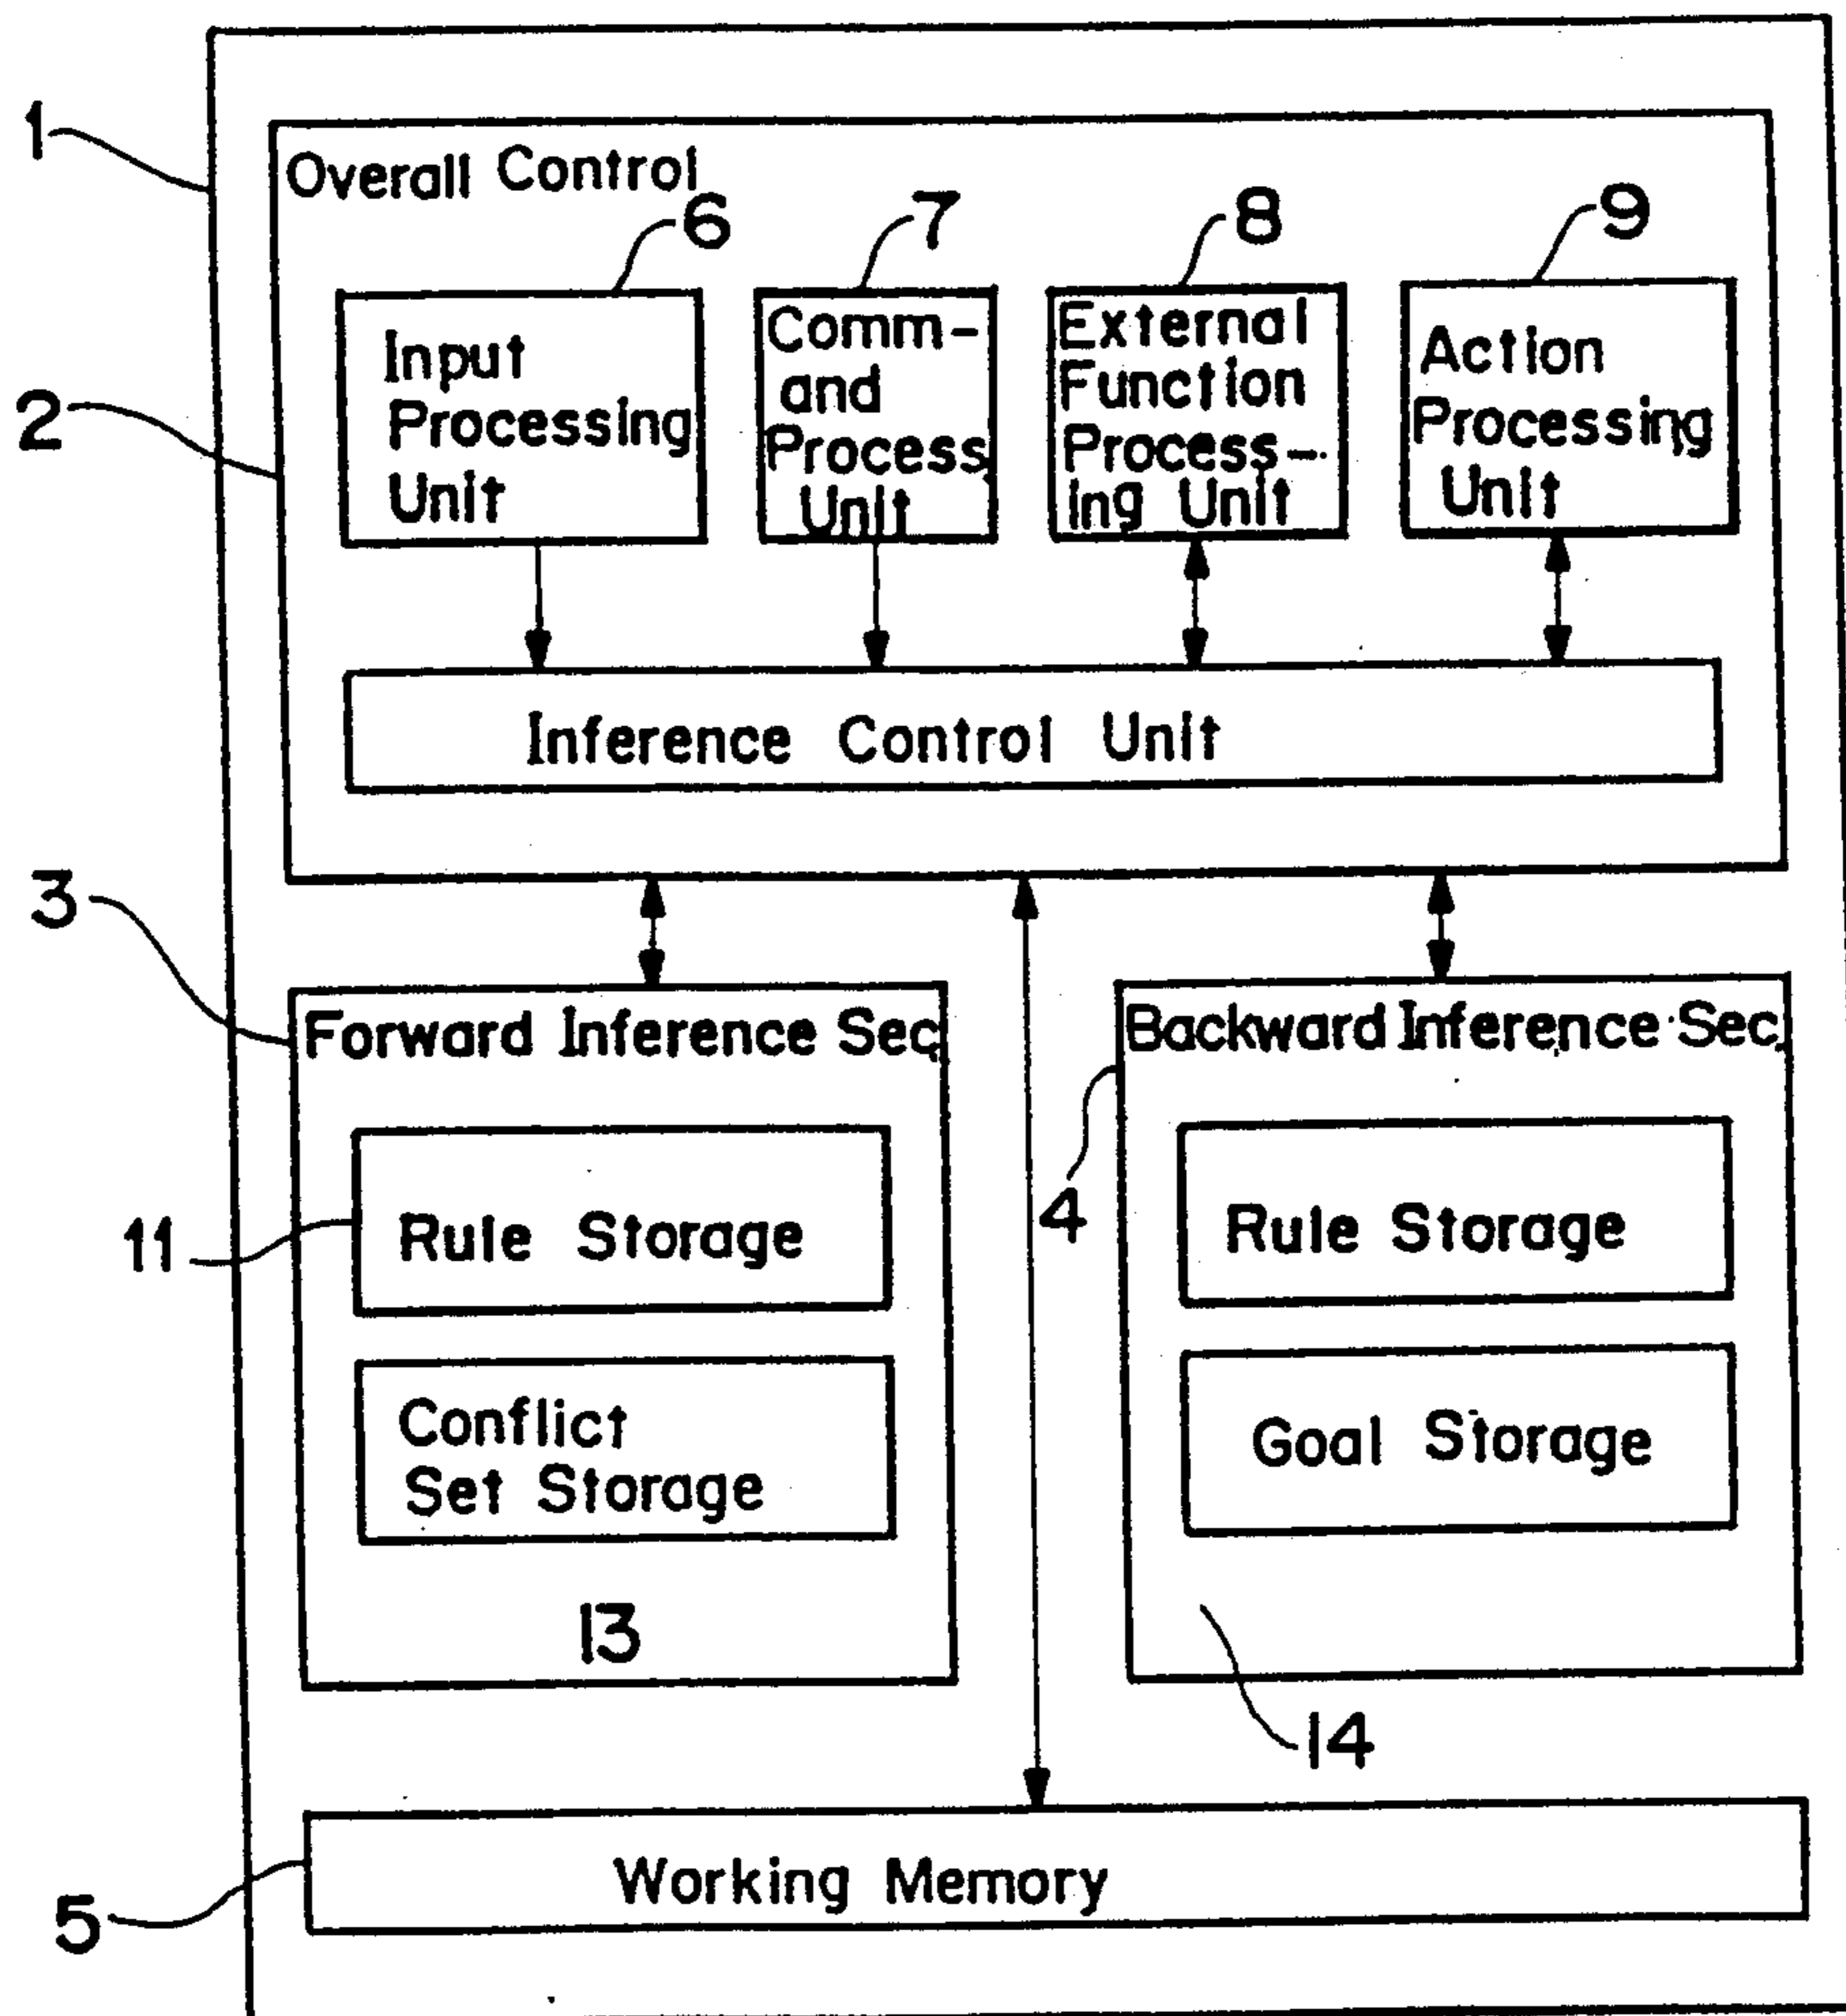 1
Overall Control
6
7
8
9
Input
Processing
Unit
Comm-
and
Process
Unit
External
Function
Process-
ing Unit
Action
Processing
Unit
2
Inference Control Unit
3
Forward Inference Sec.
Backward Inference Sec.
4
11
Rule Storage
Rule Storage
Conflict
Set Storage
Goal Storage
13
14
5
Working Memory